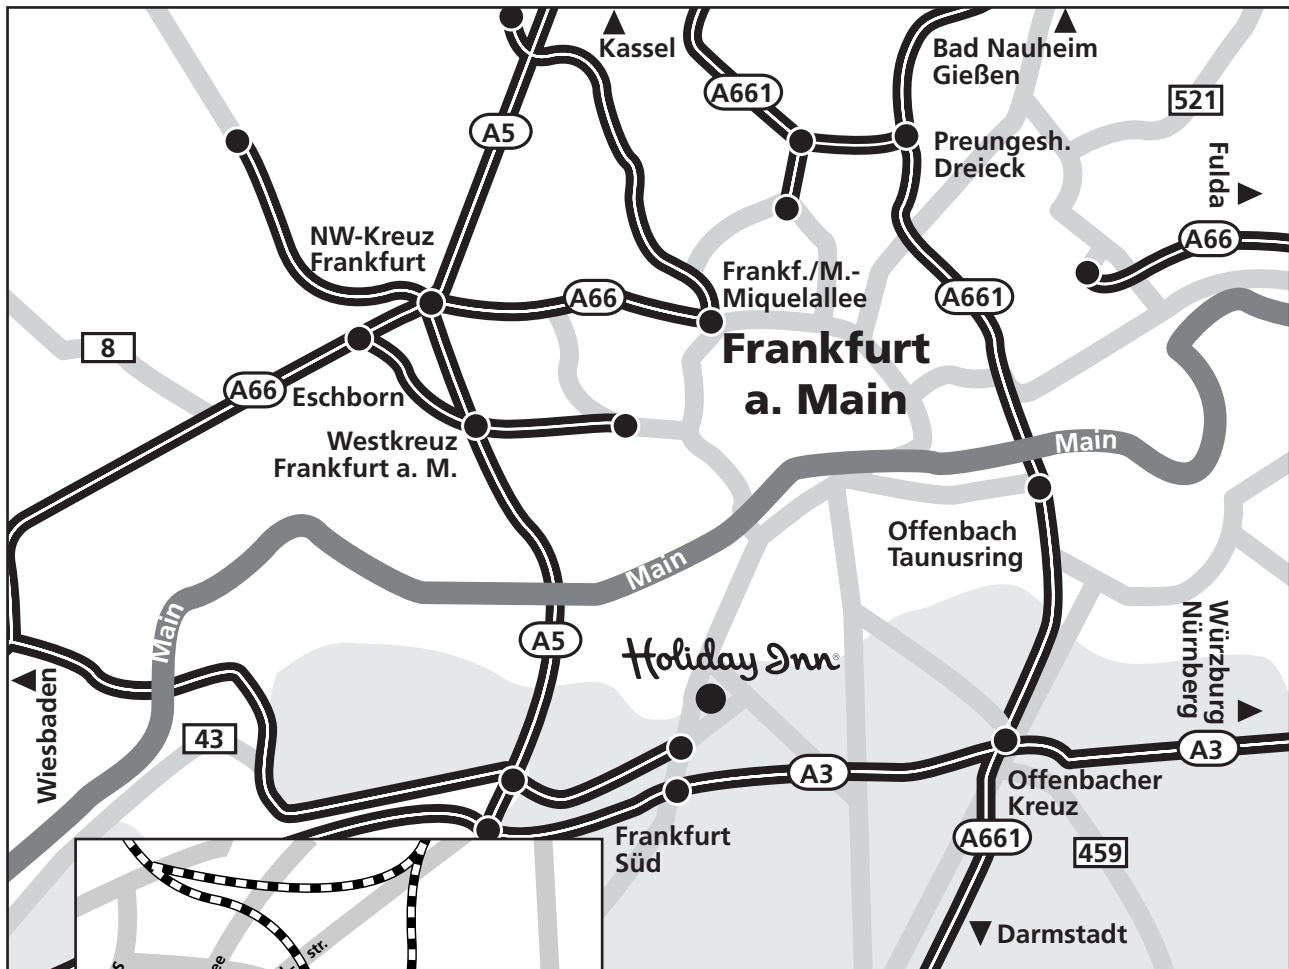 Kassel
Bad Nauheim
Gießen
A661
521
A5
Preungesh.
Dreieck
Fulda
A66
NW-Kreuz
Frankfurt
Frankf./M.-
Miquelallee
A66
A661
8
Frankfurt
a. Main
A66
Eschborn
Westkreuz
Frankfurt a. M.
Main
Offenbach
Taunusring
Main
Main
A5
Holiday Inn®
Würzburg
Nürnberg
Wiesbaden
43
A3
A3
Offenbacher
Kreuz
Frankfurt
Süd
A661
459
Darmstadt
str.